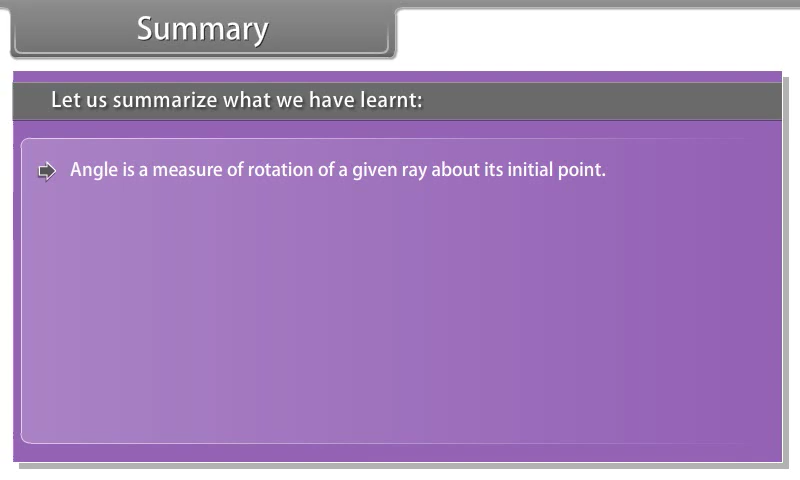 Summary
Let us summarize what we have learnt:
Angle is a measure of rotation of a given ray about its initial point.